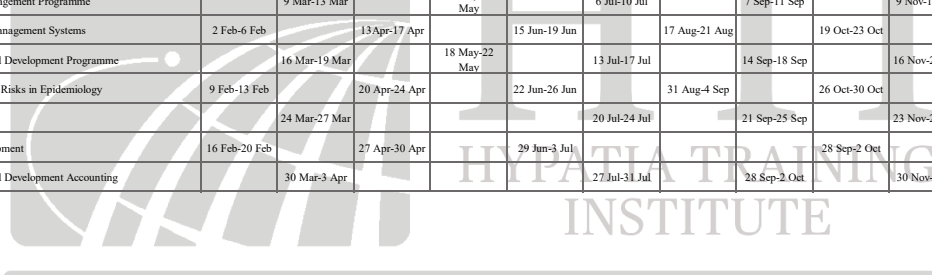 gement Programme 9 Mar-13 Mar May 6 Jul-10 Jul 7 Sep-11 Sep 9 Nov-
nagement Systems 2 Feb-6 Feb 13Apr-17 Apr 15 Jun-19 Jun 17 Aug-21 Aug 19 Oct-23 Oct
l Development Programme 16 Mar-19 Mar 18 May-22 May 13 Jul-17 Jul 14 Sep-18 Sep 16 Nov-2
Risks in Epidemiology 9 Feb-13 Feb 20 Apr-24 Apr 22 Jun-26 Jun 31 Aug-4 Sep 26 Oct-30 Oct
24 Mar-27 Mar 20 Jul-24 Jul 21 Sep-25 Sep 23 Nov-2
pment 16 Feb-20 Feb 27 Apr-30 Apr 29 Jun-3 Jul 28 Sep-2 Oct
l Development Accounting 30 Mar-3 Apr 27 Jul-31 Jul 28 Sep-2 Oct 30 Nov-
HTI
HYPATIA TRAINING
INSTITUTE